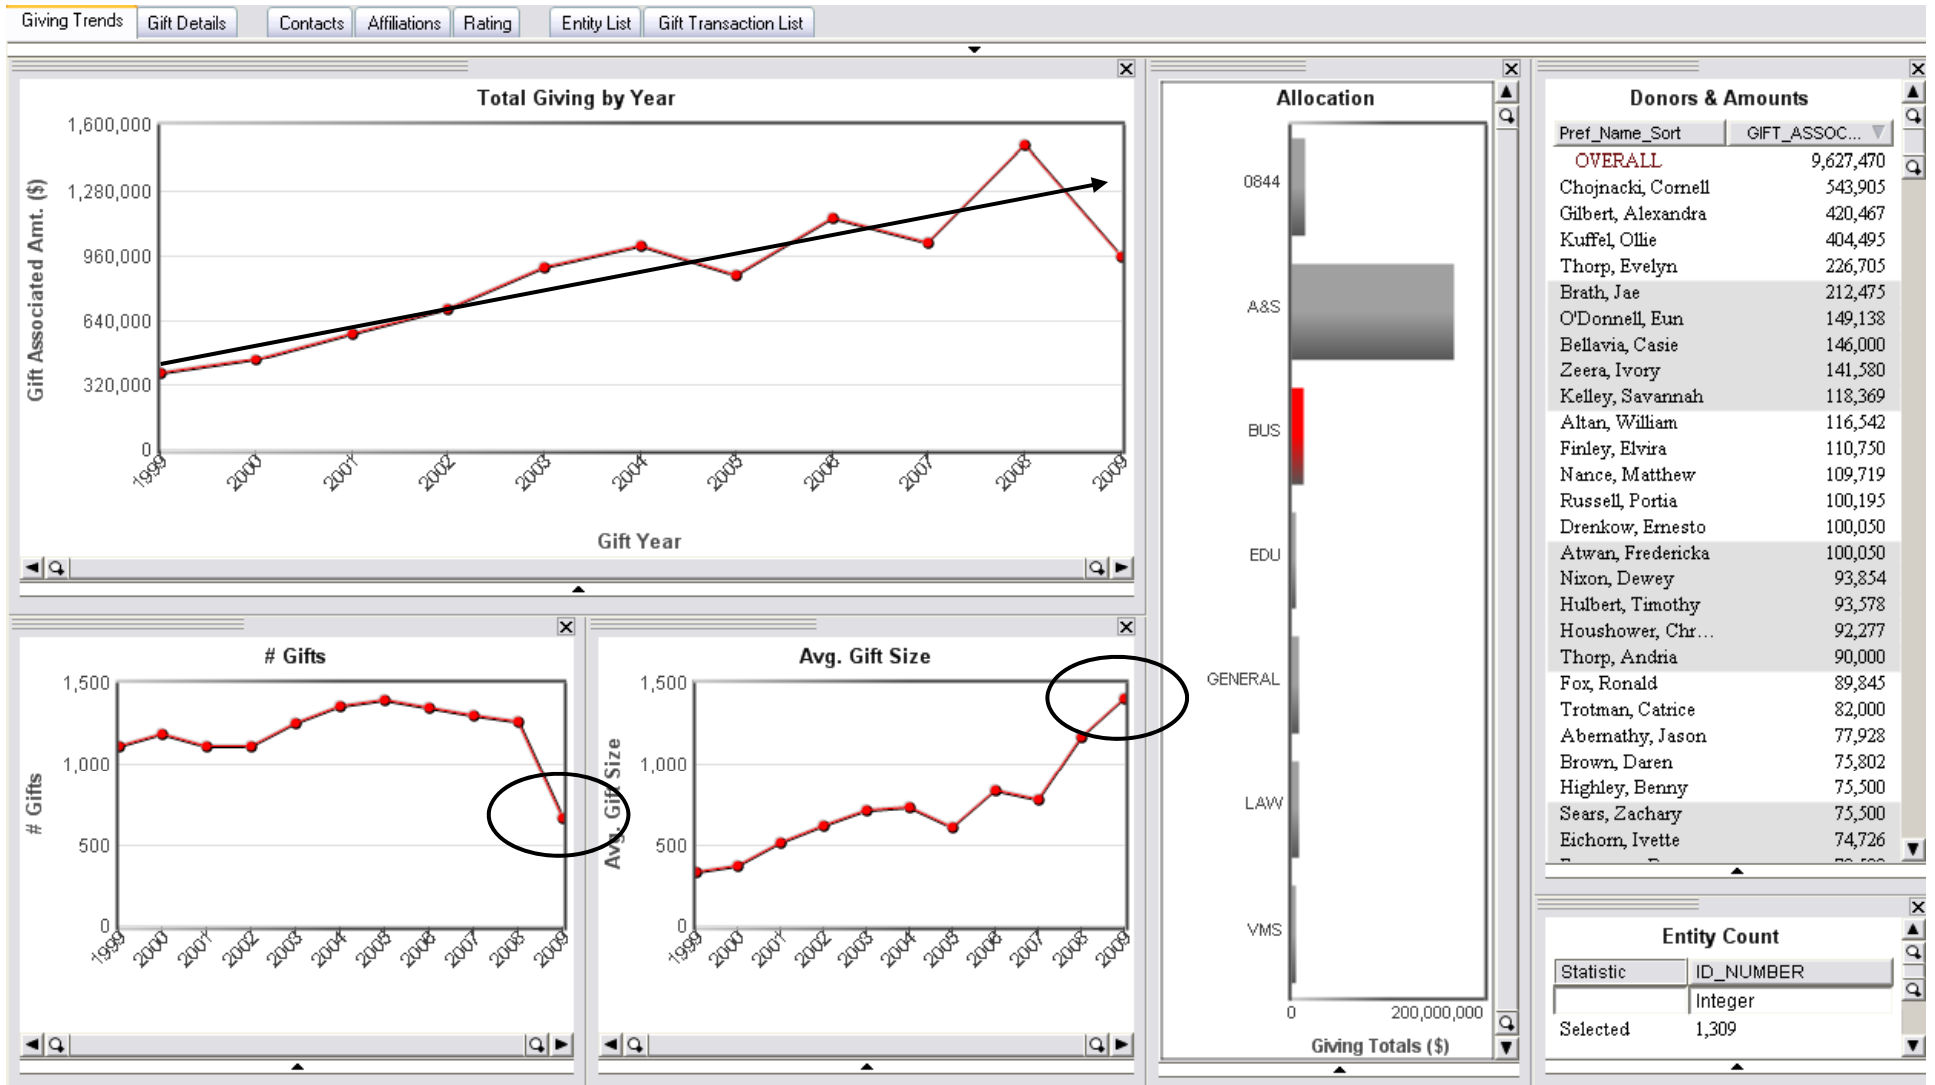 Giving Trends Gift Details Contacts Affiliations Rating Entity List Gift Transaction List
Total Giving by Year
Gift Associated Amt. ($)
1,600,000
1,280,000
960,000
640,000
320,000
0
1999 2000 2001 2002 2003 2004 2005 2006 2007 2008 2009
Gift Year
# Gifts
# Gifts
1,500
1,000
500
0
1999 2000 2001 2002 2003 2004 2005 2006 2007 2008 2009
Avg. Gift Size
Avg. Gift Size
1,500
1,000
500
0
1999 2000 2001 2002 2003 2004 2005 2006 2007 2008 2009
Allocation
0844
A&S
BUS
EDU
GENERAL
LAW
VMS
0 200,000,000
Giving Totals ($)
Donors & Amounts
Pref_Name_Sort GIFT_ASSOC...
OVERALL 9,627,470
Chojnacki, Cornell 543,905
Gilbert, Alexandra 420,467
Kuffel, Ollie 404,495
Thorp, Evelyn 226,705
Brath, Jae 212,475
O'Donnell, Eun 149,138
Bellavia, Casie 146,000
Zeera, Ivory 141,580
Kelley, Savannah 118,369
Altan, William 116,542
Finley, Elvira 110,750
Nance, Matthew 109,719
Russell, Portia 100,195
Drenkow, Ernesto 100,050
Atwan, Fredericka 100,050
Nixon, Dewey 93,854
Hulbert, Timothy 93,578
Houshower, Chr... 92,277
Thorp, Andria 90,000
Fox, Ronald 89,845
Trotman, Catrice 82,000
Abernathy, Jason 77,928
Brown, Daren 75,802
Highley, Benny 75,500
Sears, Zachary 75,500
Eichorn, Ivette 74,726
Entity Count
Statistic ID_NUMBER
Integer
Selected 1,309